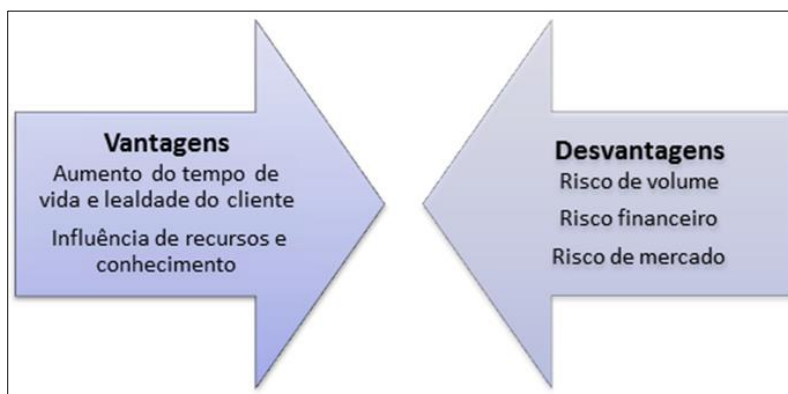 Vantagens
Aumento do tempo de
vida e lealdade do cliente
Influência de recursos e
conhecimento
Desvantagens
Risco de volume
Risco financeiro
Risco de mercado